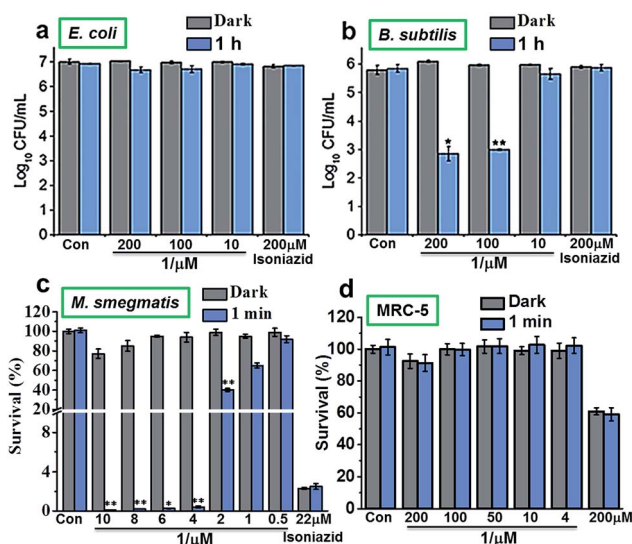 a
E. coli
Dark
1 h
Log10 CFU/mL
8
7
6
5
4
3
2
1
0
Con 200 100 10 200μM
1/μM Isoniazid
b
B. subtilis
Dark
1 h
Log10 CFU/mL
8
7
6
5
4
3
2
1
0
* **
Con 200 100 10 200μM
1/μM Isoniazid
c
M. smegmatis
Dark
1 min
Survival (%)
120
100
80
60
40
20
4
2
0
** ** * ** **
Con 10 8 6 4 2 1 0.5 22μM
1/μM Isoniazid
d
MRC-5
Dark
1 min
Survival (%)
120
100
80
60
40
20
0
Con 200 100 50 10 4 200μM
1/μM Isoniazid